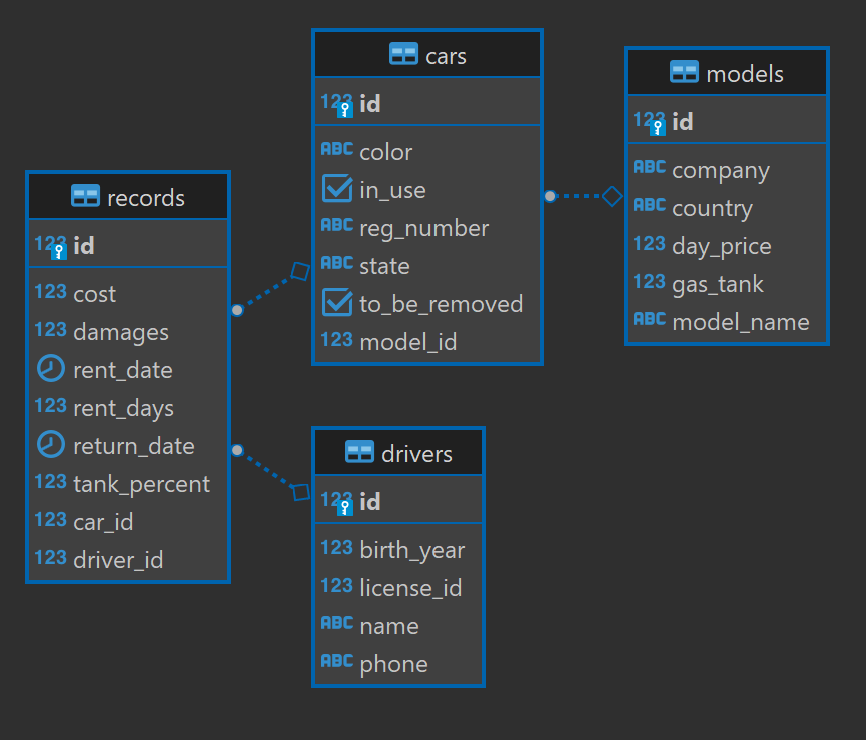 records
123 id
123 cost
123 damages
rent_date
123 rent_days
return_date
123 tank_percent
123 car_id
123 driver_id
cars
123 id
ABC color
in_use
ABC reg_number
ABC state
to_be_removed
123 model_id
drivers
123 id
123 birth_year
123 license_id
ABC name
ABC phone
models
123 id
ABC company
ABC country
123 day_price
123 gas_tank
ABC model_name